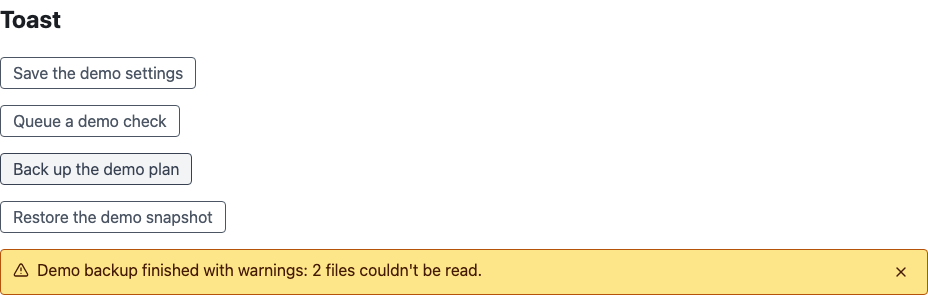 Toast
Save the demo settings
Queue a demo check
Back up the demo plan
Restore the demo snapshot
Demo backup finished with warnings: 2 files couldn't be read.